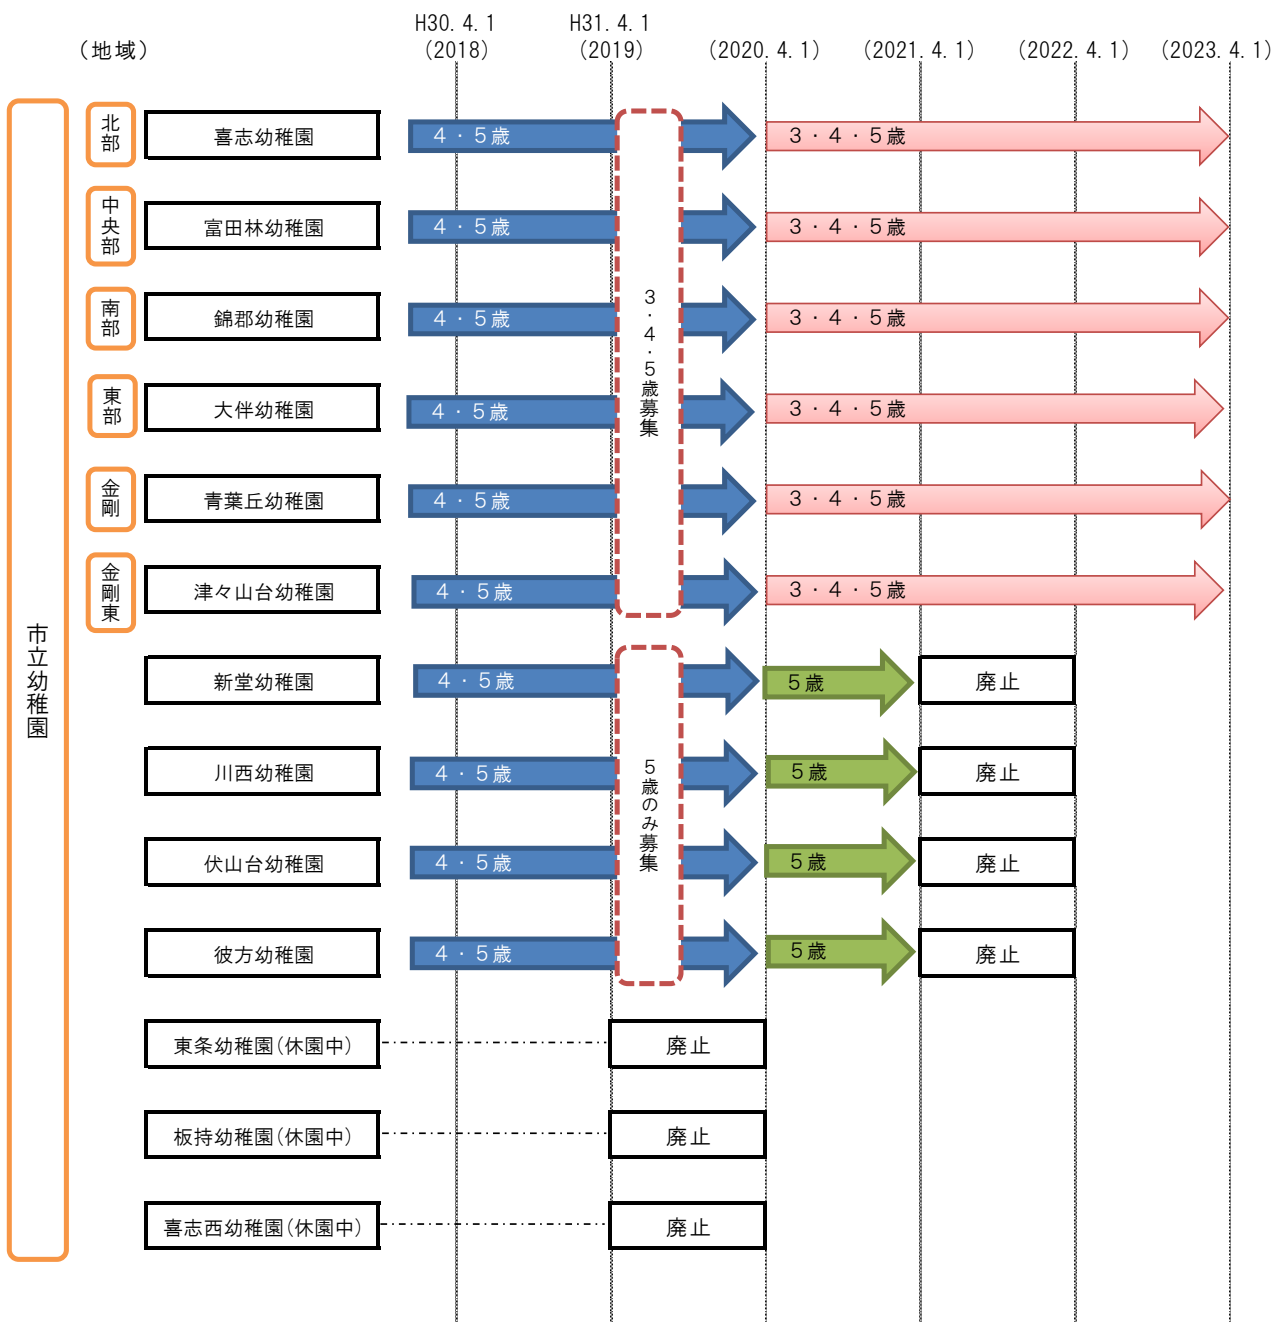 H30.4.1
H31.4.1
（地域）
（2018）
（2019）
（2020.4.1）
（2021.4.1）
（2022.4.1）
（2023.4.1）
市立幼稚園
北部
喜志幼稚園
４・５歳
３・４・５歳
中央部
富田林幼稚園
４・５歳
３・４・５歳
南部
錦郡幼稚園
４・５歳
３・４・５歳
東部
大伴幼稚園
４・５歳
３・４・５歳
金剛
青葉丘幼稚園
４・５歳
３・４・５歳
金剛東
津々山台幼稚園
４・５歳
３・４・５歳
３・４・５歳募集
新堂幼稚園
４・５歳
５歳
廃止
川西幼稚園
４・５歳
５歳
廃止
伏山台幼稚園
４・５歳
５歳
廃止
彼方幼稚園
４・５歳
５歳
廃止
５歳のみ募集
東条幼稚園(休園中)
廃止
板持幼稚園(休園中)
廃止
喜志西幼稚園(休園中)
廃止